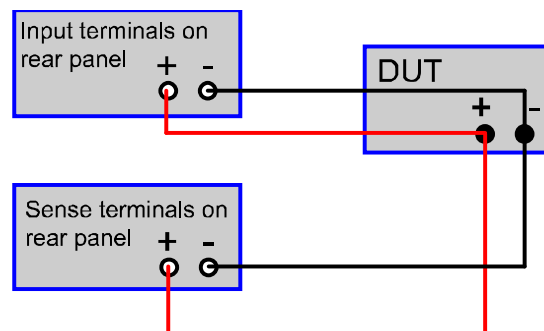 Input terminals on
rear panel
+ -
DUT
+ -
Sense terminals on
rear panel
+ -